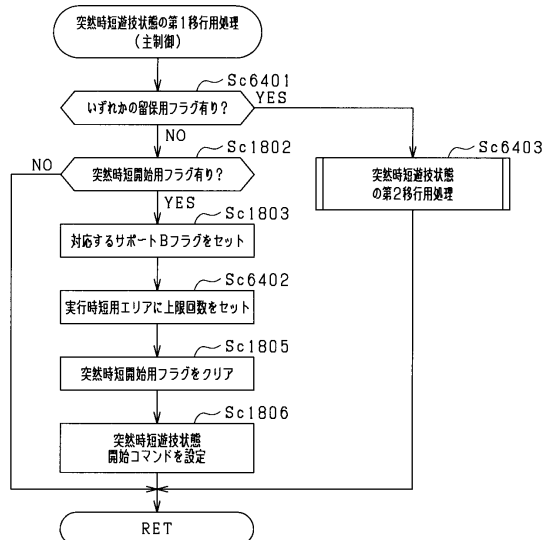 突然時短遊技状態の第1移行用処理
（主制御）
Sc6401
いずれかの留保用フラグ有り？
YES
NO
Sc1802
突然時短開始用フラグ有り？
NO
YES
Sc6403
突然時短遊技状態
の第2移行用処理
Sc1803
対応するサポートBフラグをセット
Sc6402
実行時短用エリアに上限回数をセット
Sc1805
突然時短開始用フラグをクリア
Sc1806
突然時短遊技状態
開始コマンドを設定
RET